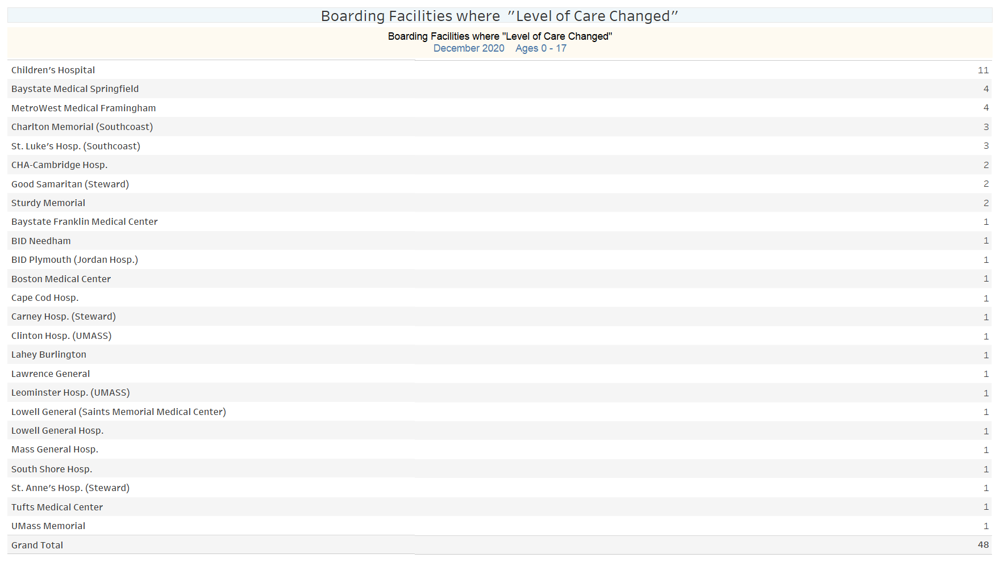 Boarding Facilities where "Level of Care Changed"
Boarding Facilities where "Level of Care Changed"
December 2020 Ages 0 - 17
Children's Hospital 11
Baystate Medical Springfield 4
MetroWest Medical Framingham 4
Charlton Memorial (Southcoast) 3
St. Luke's Hosp. (Southcoast) 3
CHA-Cambridge Hosp. 2
Good Samaritan (Steward) 2
Sturdy Memorial 2
Baystate Franklin Medical Center 1
BID Needham 1
BID Plymouth (Jordan Hosp.) 1
Boston Medical Center 1
Cape Cod Hosp. 1
Carney Hosp. (Steward) 1
Clinton Hosp. (UMASS) 1
Lahey Burlington 1
Lawrence General 1
Leominster Hosp. (UMASS) 1
Lowell General (Saints Memorial Medical Center) 1
Lowell General Hosp. 1
Mass General Hosp. 1
South Shore Hosp. 1
St. Anne's Hosp. (Steward) 1
Tufts Medical Center 1
UMass Memorial 1
Grand Total 48